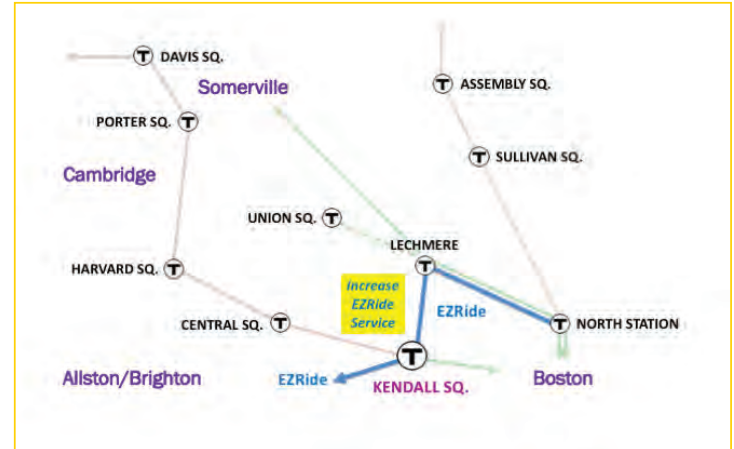 DAVIS SQ.
ASSEMBLY SQ.
Somerville
PORTER SQ.
SULLIVAN SQ.
Cambridge
UNION SQ.
LECHMERE
HARVARD SQ.
Increase
EZRide
Service
EZRide
CENTRAL SQ.
NORTH STATION
Allston/Brighton
EZRide
KENDALL SQ.
Boston
T
T
T
T
T
T
T
T
T
T